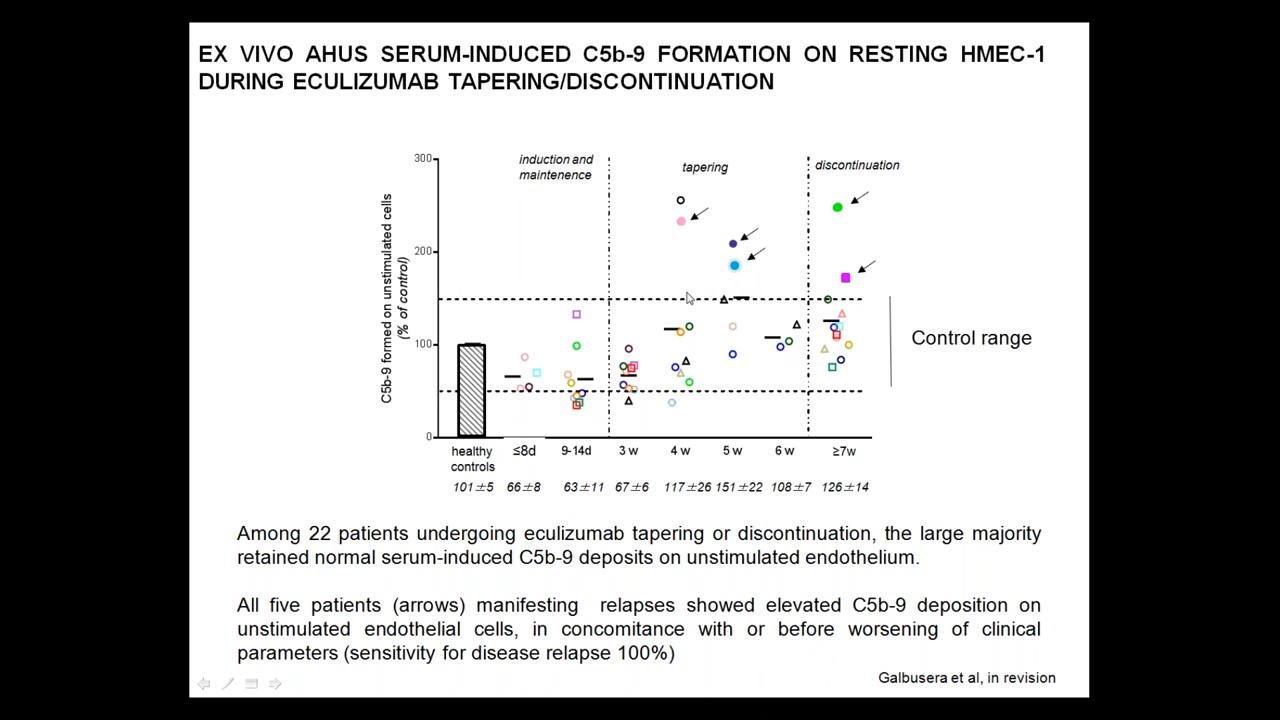 EX VIVO AHUS SERUM-INDUCED C5b-9 FORMATION ON RESTING HMEC-1
DURING ECULIZUMAB TAPERING/DISCONTINUATION
induction and
maintenence
tapering
discontinuation
C5b-9 formed on unstimulated cells
(% of control)
300
200
100
0
Control range
healthy
controls
≤8d
9-14d
3 w
4 w
5 w
6 w
≥7w
101±5
66±8
63±11
67±6
117±26
151±22
108±7
126±14
Among 22 patients undergoing eculizumab tapering or discontinuation, the large majority
retained normal serum-induced C5b-9 deposits on unstimulated endothelium.
All five patients (arrows) manifesting relapses showed elevated C5b-9 deposition on
unstimulated endothelial cells, in concomitance with or before worsening of clinical
parameters (sensitivity for disease relapse 100%)
Galbusera et al, in revision